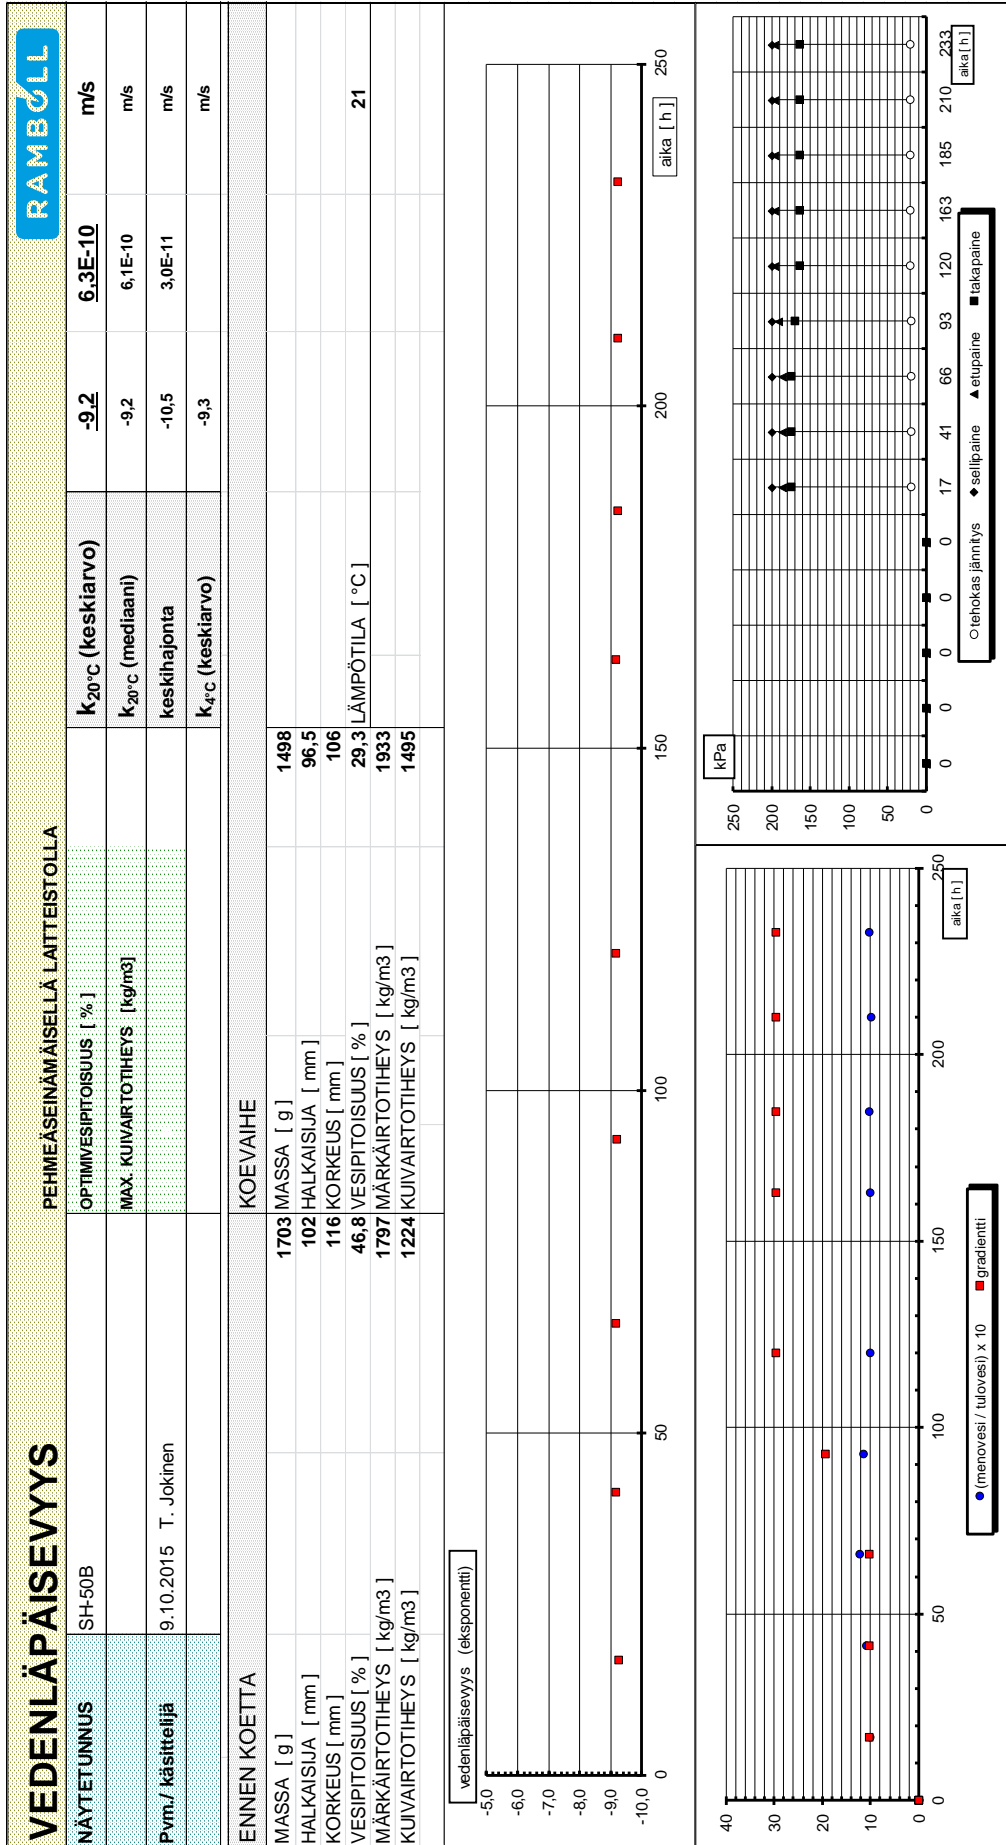 VEDENLÄPÄISEVYYS
PEHMEÄSEINÄMÄISELLÄ LAITTEISTOLLA
RAMBOLL
NÄYTETUNNUS SH-50B OPTIMIVESIPITOISUUS [ % ] k20°C (keskiarvo) -9,2 6,3E-10 m/s
MAX. KUIVAIRTOTIHEYS [kg/m3] k20°C (mediaani) -9,2 6,1E-10 m/s
Pvm./ käsittelijä 9.10.2015 T. Jokinen keskihajonta -10,5 3,0E-11 m/s
k4°C (keskiarvo) -9,3 m/s
ENNEN KOETTA KOEVAIHE
MASSA [ g ] 1703 MASSA [ g ] 1498
HALKAISIJA [ mm ] 102 HALKAISIJA [ mm ] 96,5
KORKEUS [ mm ] 116 KORKEUS [ mm ] 106
VESIPITOISUUS [ % ] 46,8 VESIPITOISUUS [ % ] 29,3 LÄMPÖTILA [ °C ] 21
MÄRKÄIRTOTIHEYS [ kg/m3 ] 1797 MÄRKÄIRTOTIHEYS [ kg/m3 ] 1933
KUIVAIRTOTIHEYS [ kg/m3 ] 1224 KUIVAIRTOTIHEYS [ kg/m3 ] 1495
vedenläpäisevyys (eksponentti)
-5,0
-6,0
-7,0
-8,0
-9,0
-10,0
0 50 100 150 200 250
aika [ h ]
40
30
20
10
0
0 50 100 150 200 250
aika [ h ]
(menovesi / tulovesi) x 10 gradientti
kPa
250
200
150
100
50
0
0 0 0 0 0 17 41 66 93 120 163 185 210 233
aika [ h ]
tehokas jännitys sellipaine etupaine takapaine